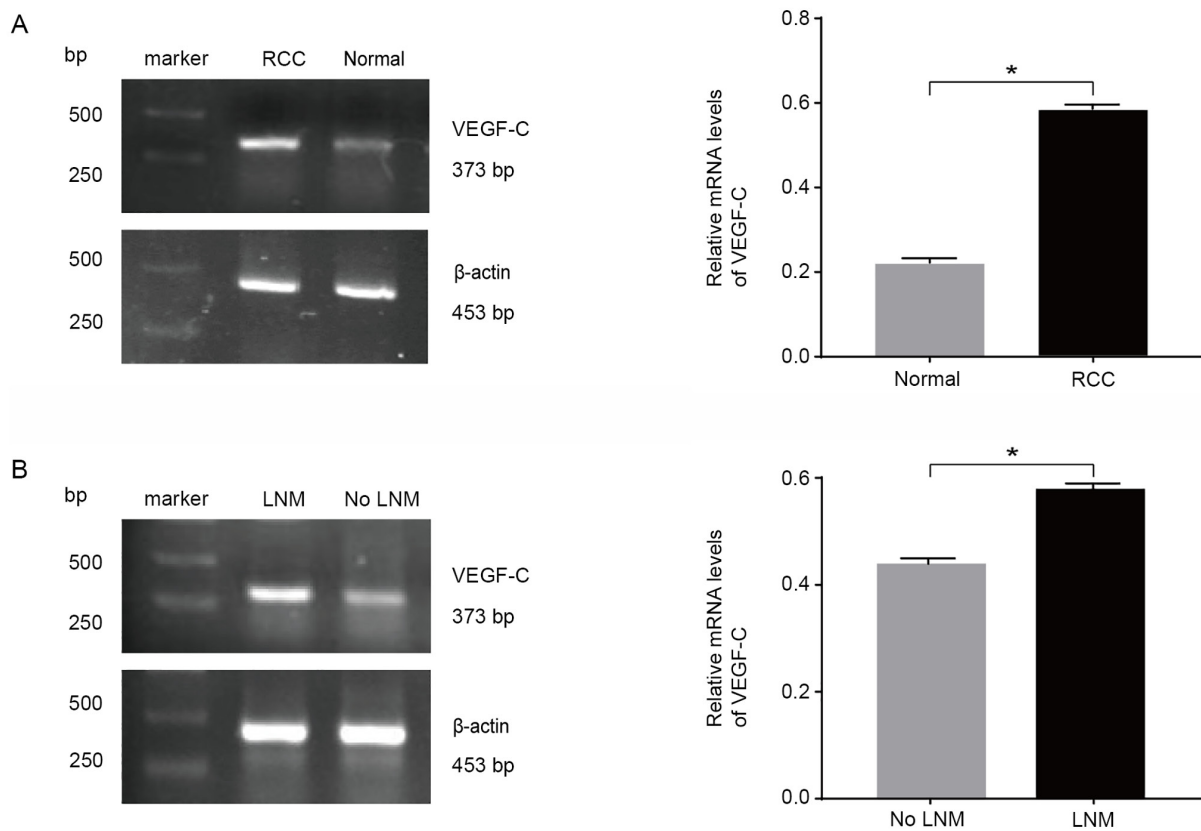 A
bp
marker
RCC
Normal
500
250
VEGF-C
373 bp
500
250
β-actin
453 bp
0.8
0.6
0.4
0.2
0.0
Relative mRNA levels
of VEGF-C
*
Normal
RCC
B
bp
marker
LNM
No LNM
500
250
VEGF-C
373 bp
500
250
β-actin
453 bp
0.6
0.4
0.2
0.0
Relative mRNA levels
of VEGF-C
*
No LNM
LNM